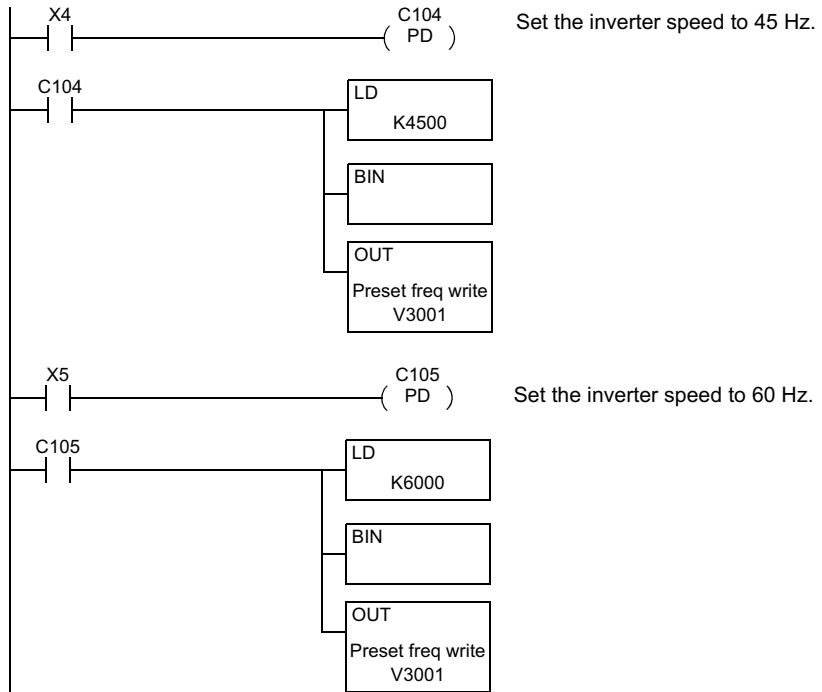 X4
C104
PD
Set the inverter speed to 45 Hz.
C104
LD
K4500
BIN
OUT
Preset freq write
V3001
X5
C105
PD
Set the inverter speed to 60 Hz.
C105
LD
K6000
BIN
OUT
Preset freq write
V3001